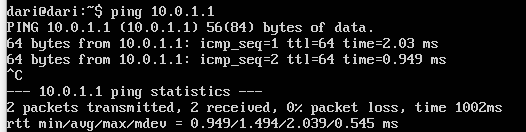 dari@dari:~$ ping 10.0.1.1
PING 10.0.1.1 (10.0.1.1) 56(84) bytes of data.
64 bytes from 10.0.1.1: icmp_seq=1 ttl=64 time=2.03 ms
64 bytes from 10.0.1.1: icmp_seq=2 ttl=64 time=0.949 ms
^C
--- 10.0.1.1 ping statistics ---
2 packets transmitted, 2 received, 0% packet loss, time 1002ms
rtt min/avg/max/mdev = 0.949/1.494/2.039/0.545 ms